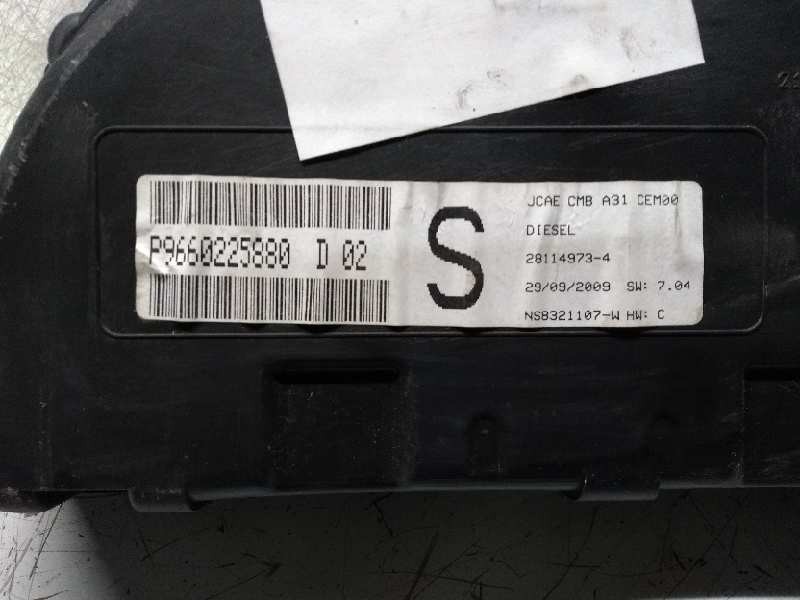 P9660225880 D 02
S
JCAE CMB A31 CEM00
DIESEL
28114973-4
29/09/2009 SW: 7.04
NS8321107-W HW: C